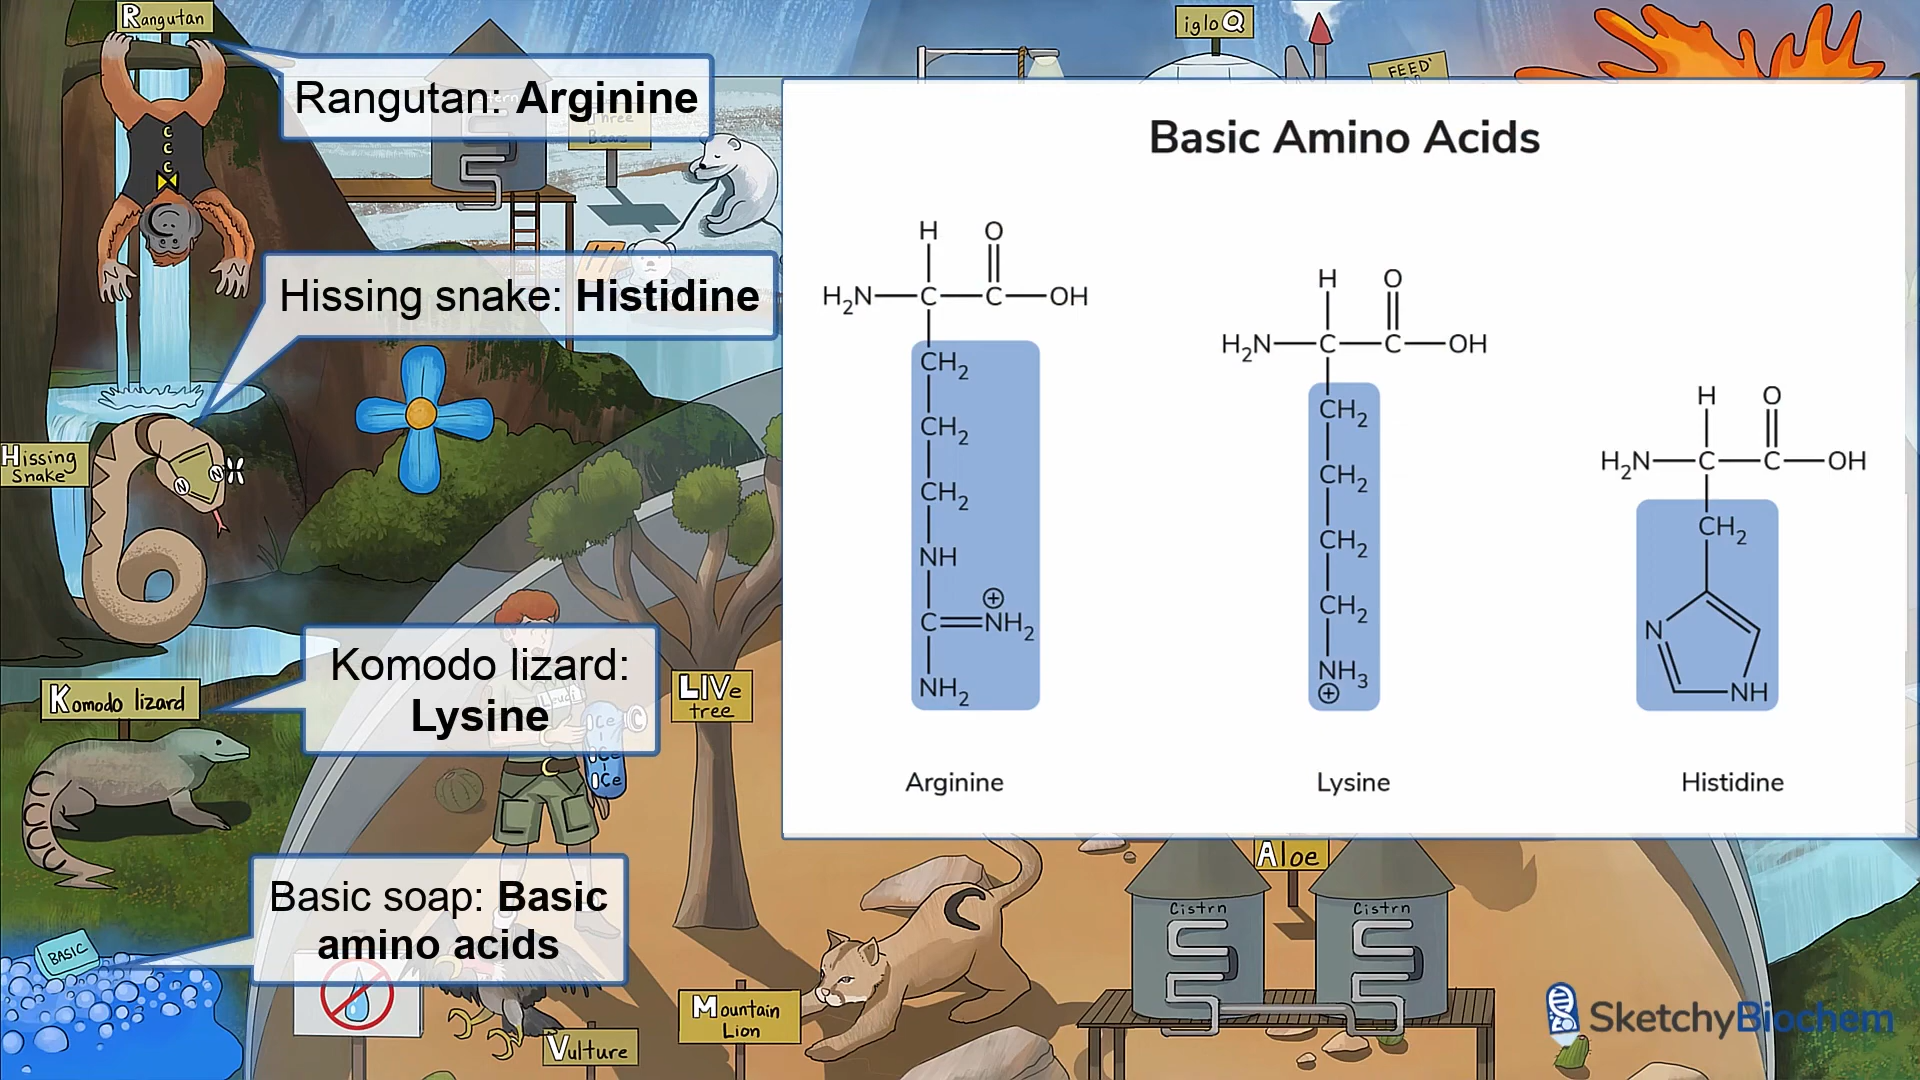 Rangutan
Rangutan: Arginine
C
C
C
Three
Bears
iglOQ
FEED
Basic Amino Acids
Hissing snake: Histidine
Hissing
Snake
N
N
H O
H₂N C C OH
CH₂
CH₂
CH₂
NH
⊕
C NH₂
NH₂
Arginine
H O
H₂N C C OH
CH₂
CH₂
CH₂
CH₂
NH₃
⊕
Lysine
H O
H₂N C C OH
CH₂
N
NH
Histidine
Komodo lizard:
Lysine
Komodo lizard
LIVe
tree
Ice C
Ice
Ice
Basic soap: Basic
amino acids
BASIC
Aloe
Cistrn
Cistrn
Mountain
Lion
Vulture
SketchyBiochem